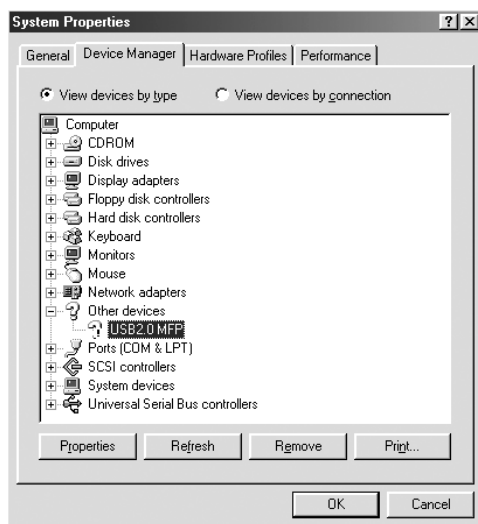 System Properties
General Device Manager Hardware Profiles Performance
View devices by type View devices by connection
Computer
CDROM
Disk drives
Display adapters
Floppy disk controllers
Hard disk controllers
Keyboard
Monitors
Mouse
Network adapters
Other devices
USB2.0 MFP
Ports (COM & LPT)
SCSI controllers
System devices
Universal Serial Bus controllers
Properties Refresh Remove Print...
OK Cancel